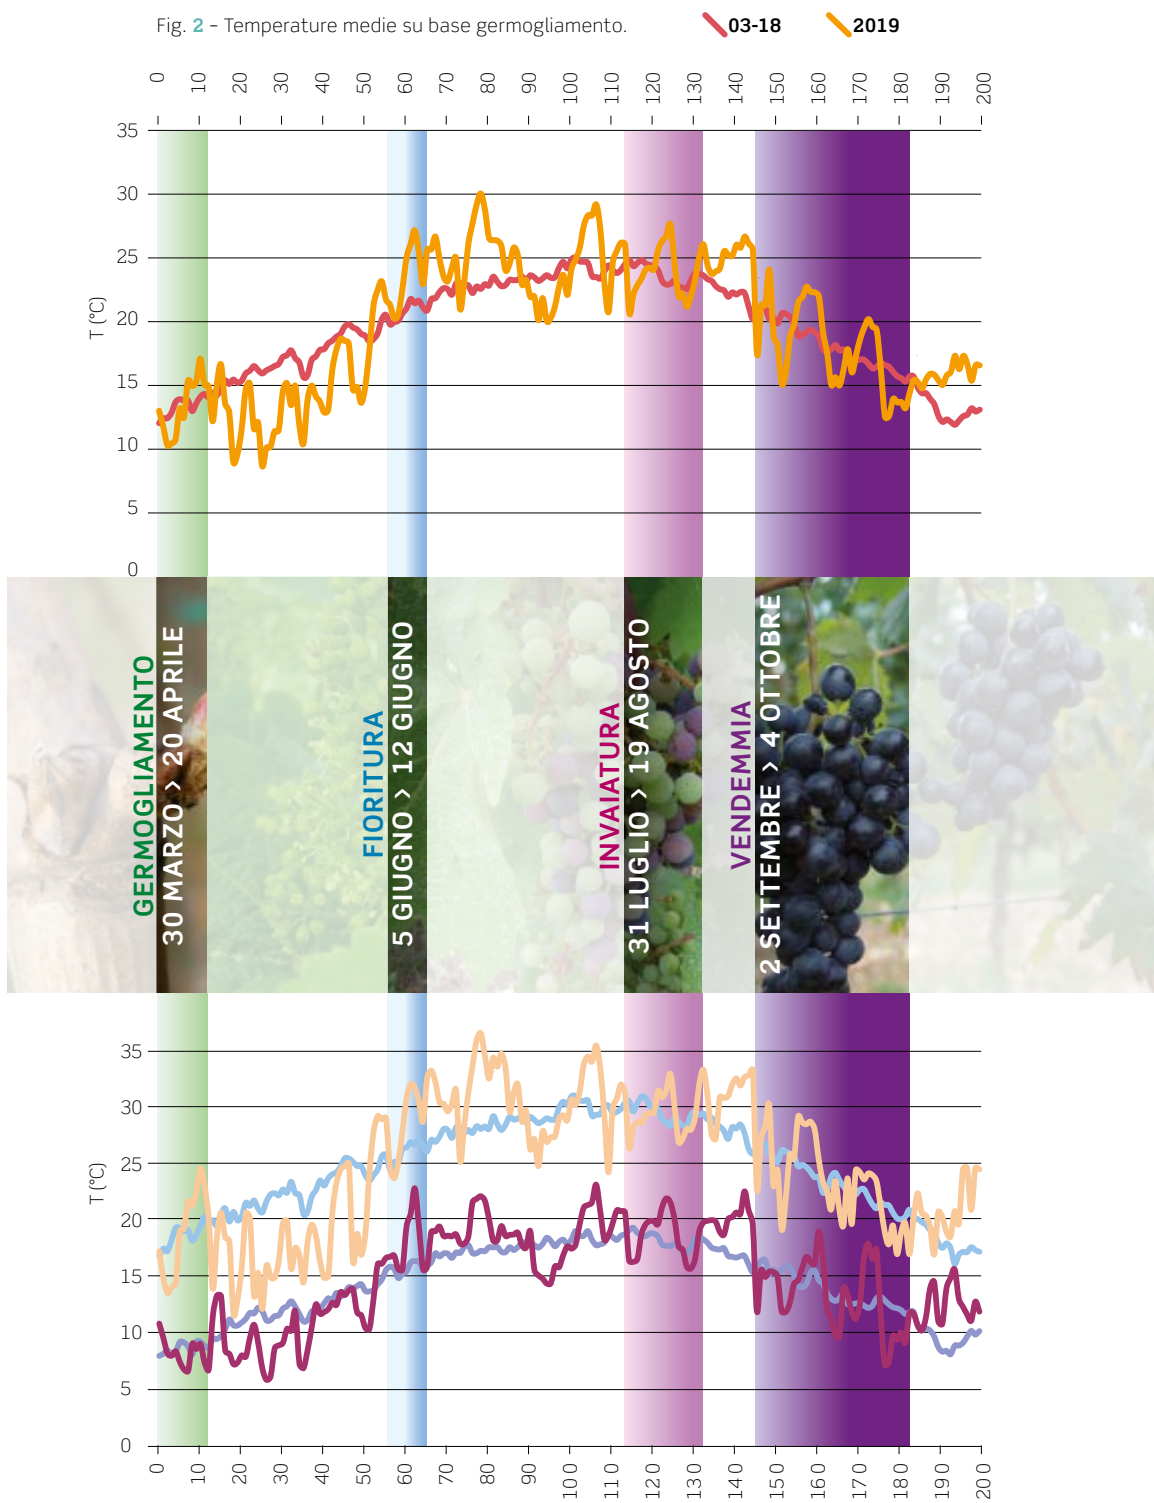 Fig. 2 – Temperature medie su base germogliamento.
03-18
2019
0 10 20 30 40 50 60 70 80 90 100 110 120 130 140 150 160 170 180 190 200
35
30
25
20
15
10
5
0
T (°C)
GERMOGLIAMENTO
30 MARZO > 20 APRILE
FIORITURA
5 GIUGNO > 12 GIUGNO
INVAIATURA
31 LUGLIO > 19 AGOSTO
VENDEMMIA
2 SETTEMBRE > 4 OTTOBRE
35
30
25
20
15
10
5
0
T (°C)
0 10 20 30 40 50 60 70 80 90 100 110 120 130 140 150 160 170 180 190 200